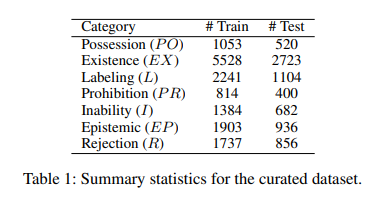 Category # Train # Test
Possession (PO) 1053 520
Existence (EX) 5528 2723
Labeling (L) 2241 1104
Prohibition (PR) 814 400
Inability (I) 1384 682
Epistemic (EP) 1903 936
Rejection (R) 1737 856
Table 1: Summary statistics for the curated dataset.